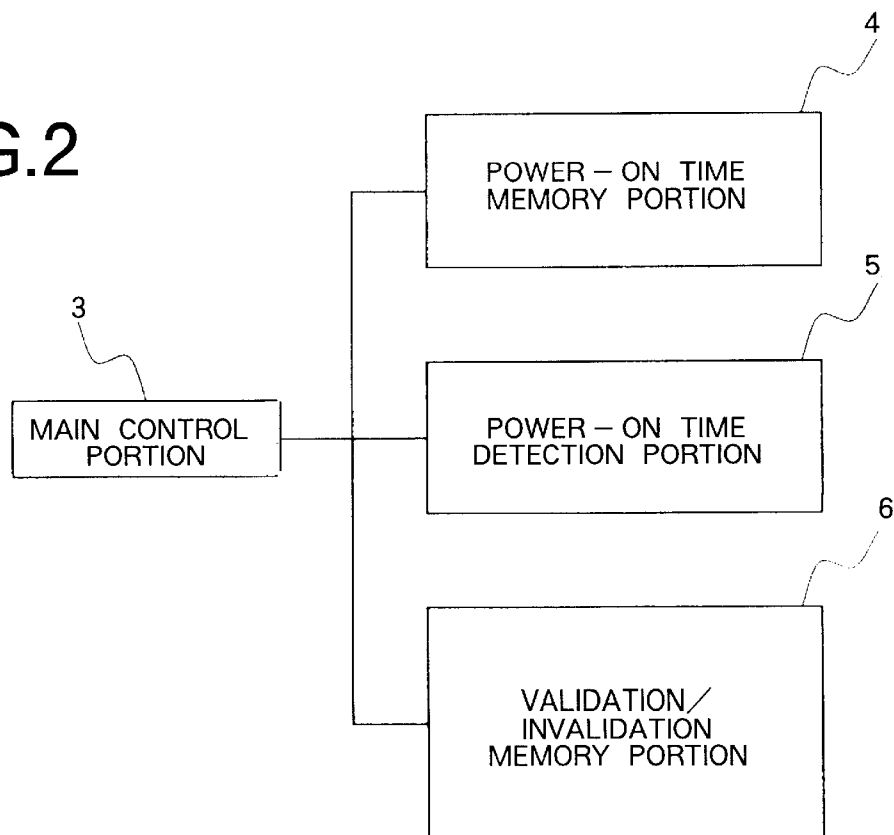 G.2
4
POWER – ON TIME
MEMORY PORTION
3
MAIN CONTROL
PORTION
5
POWER – ON TIME
DETECTION PORTION
6
VALIDATION/
INVALIDATION
MEMORY PORTION